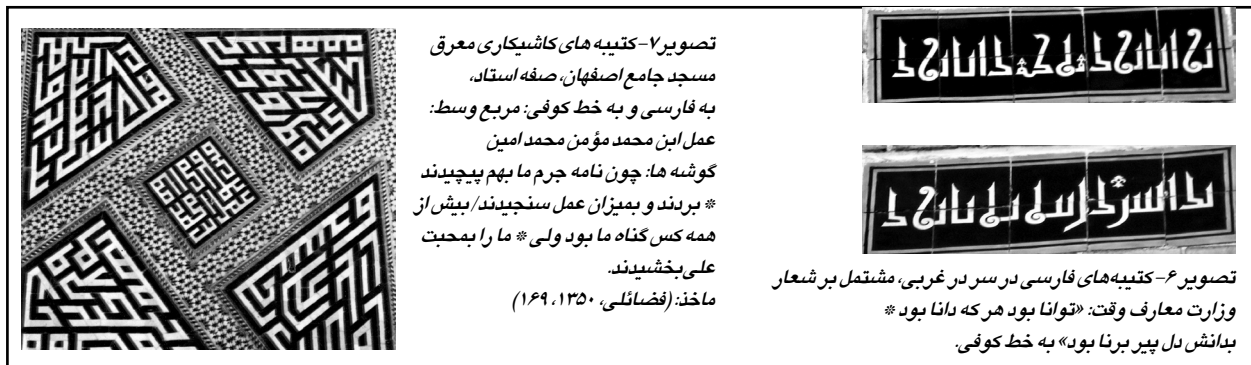 تصویر ۶- کتیبه‌های فارسی در سر در غربی، مشتمل بر شعار
وزارت معارف وقت: «توانا بود هر که دانا بود *
بدانش دل پیر برنا بود» به خط کوفی.
تصویر۷- کتیبه های کاشیکاری معرق
مسجد جامع اصفهان، صفه استاد،
به فارسی و به خط کوفی: مربع وسط:
عمل ابن محمد مؤمن محمد امین
گوشه ها: چون نامه جرم ما بهم پیچیدند
* بردند و بمیزان عمل سنجیدند/ بیش از
همه کس گناه ما بود ولی * ما را بمحبت
علی‌بخشیدند.
ماخذ: (فضائلی، ۱۳۵۰، ۱۶۹)